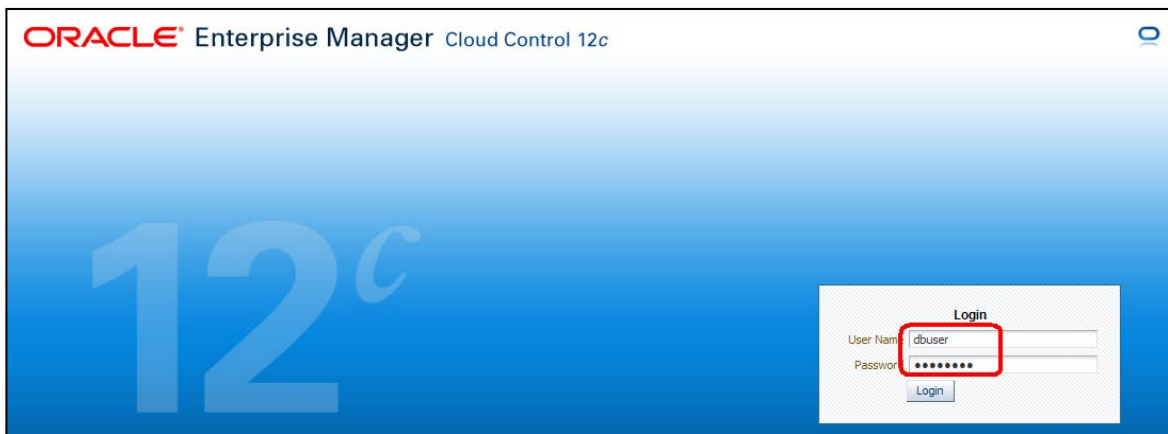 ORACLE Enterprise Manager Cloud Control 12c
12c
Login
User Name dbuser
Password ••••••••
Login